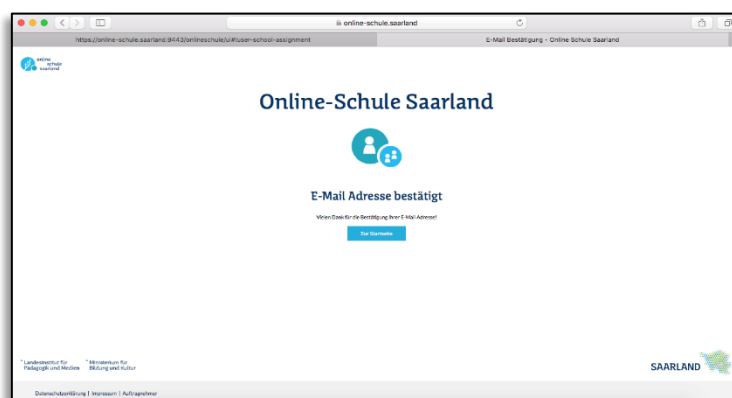 online-schule.saarland
https://online-schule.saarland:9443/onlineschule/ui#!user-school-assignment
E-Mail Bestätigung - Online Schule Saarland
online
schule
saarland
Online-Schule Saarland
E-Mail Adresse bestätigt
Vielen Dank für die Bestätigung Ihrer E-Mail Adresse!
Zur Startseite
Landesinstitut für
Pädagogik und Medien
Ministerium für
Bildung und Kultur
SAARLAND
Datenschutzerklärung | Impressum | Auftragnehmer